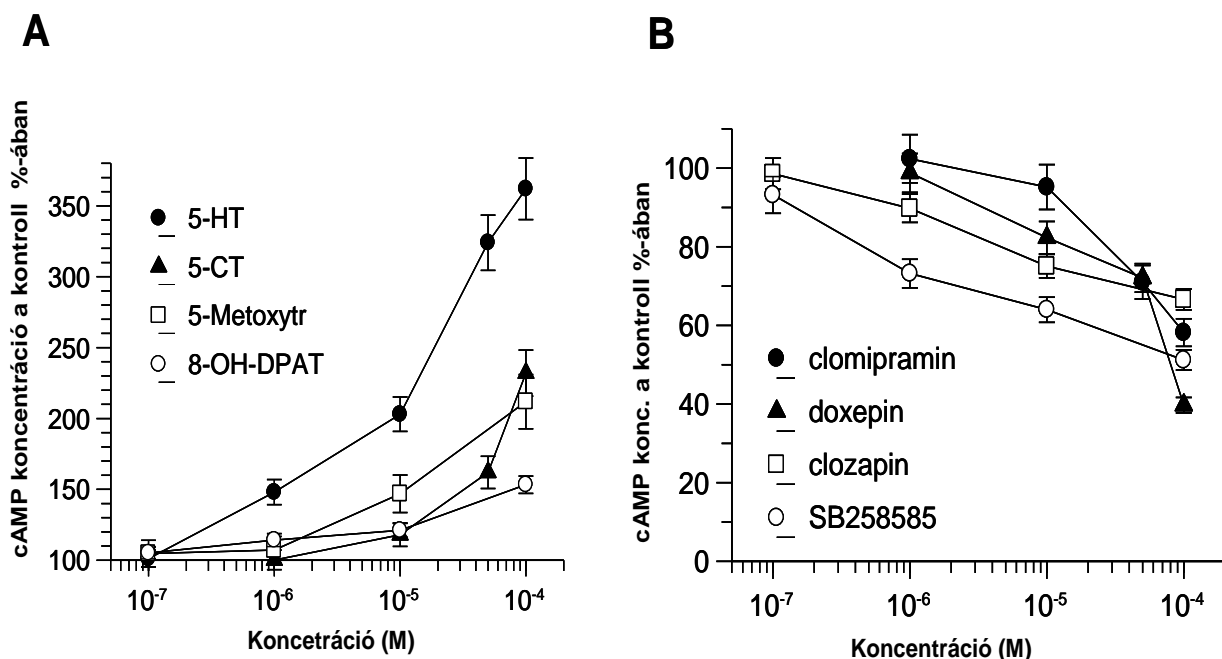 A
cAMP koncentráció a kontroll %-ában
350
300
250
200
150
100
5-HT
5-CT
5-Metoxytr
8-OH-DPAT
10-7
10-6
10-5
10-4
Koncetráció (M)
B
cAMP konc. a kontroll %-ában
100
80
60
40
20
0
clomipramin
doxepin
clozapin
SB258585
10-7
10-6
10-5
10-4
Koncentráció (M)